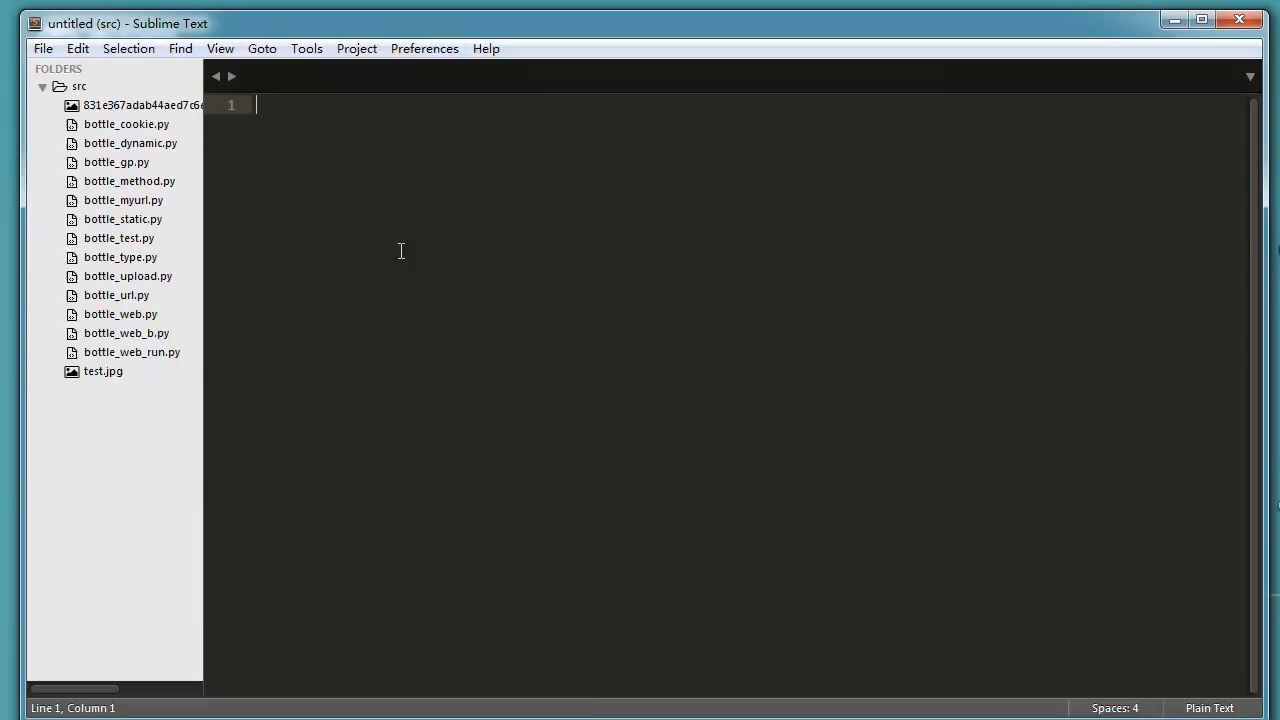 untitled (src) - Sublime Text
File Edit Selection Find View Goto Tools Project Preferences Help
FOLDERS
src
831e367adab44aed7c6e
1
bottle_cookie.py
bottle_dynamic.py
bottle_gp.py
bottle_method.py
bottle_myurl.py
bottle_static.py
bottle_test.py
bottle_type.py
bottle_upload.py
bottle_url.py
bottle_web.py
bottle_web_b.py
bottle_web_run.py
test.jpg
Line 1, Column 1
Spaces: 4
Plain Text